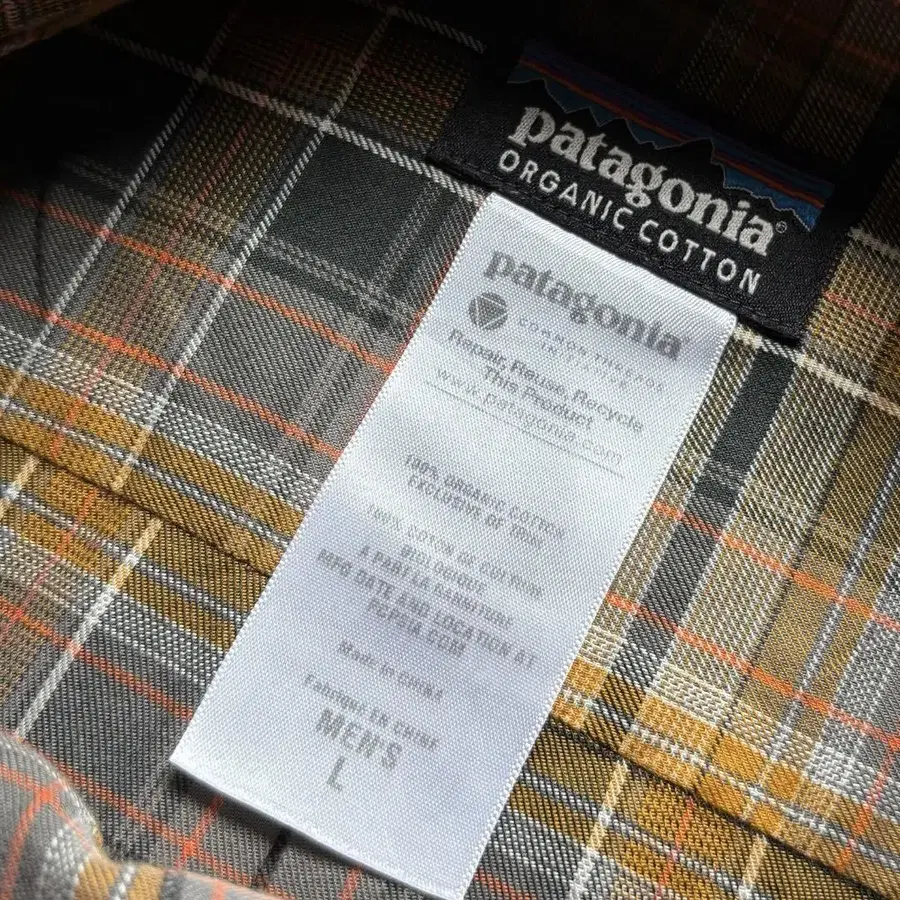 patagonia®
ORGANIC COTTON
patagonia®
COMMON THREADS
INITIATIVE
Repair, Reuse, Recycle
This Product
www.patagonia.com
100% ORGANIC COTTON
EXCLUSIVE OF TRIM
100% COTON DE CULTURE
BIOLOGIQUE
A PART LA GARNITURE
MFG DATE AND LOCATION AT
PCFSIA.COM
Made in CHINA
Fabriqué EN CHINE
MEN'S
L